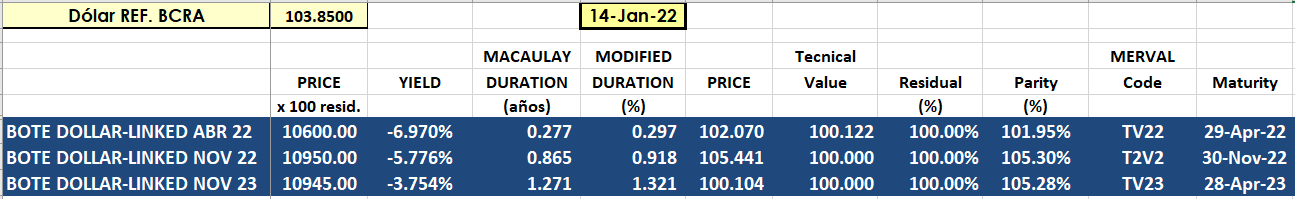 Dólar REF. BCRA 103.8500 14-Jan-22
MACAULAY MODIFIED Tecnical MERVAL
PRICE YIELD DURATION DURATION PRICE Value Residual Parity Code Maturity
x 100 resid. (años) (%) (%) (%)
BOTE DOLLAR-LINKED ABR 22 10600.00 -6.970% 0.277 0.297 102.070 100.122 100.00% 101.95% TV22 29-Apr-22
BOTE DOLLAR-LINKED NOV 22 10950.00 -5.776% 0.865 0.918 105.441 100.000 100.00% 105.30% T2V2 30-Nov-22
BOTE DOLLAR-LINKED NOV 23 10945.00 -3.754% 1.271 1.321 100.104 100.000 100.00% 105.28% TV23 28-Apr-23